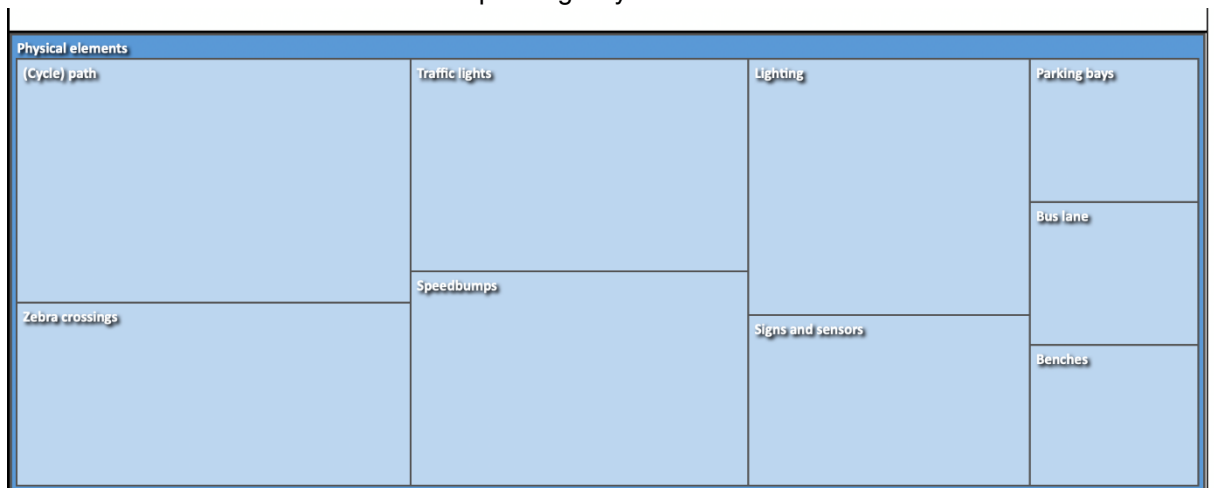 Physical elements
(Cycle) path
Traffic lights
Lighting
Parking bays
Bus lane
Speedbumps
Zebra crossings
Signs and sensors
Benches